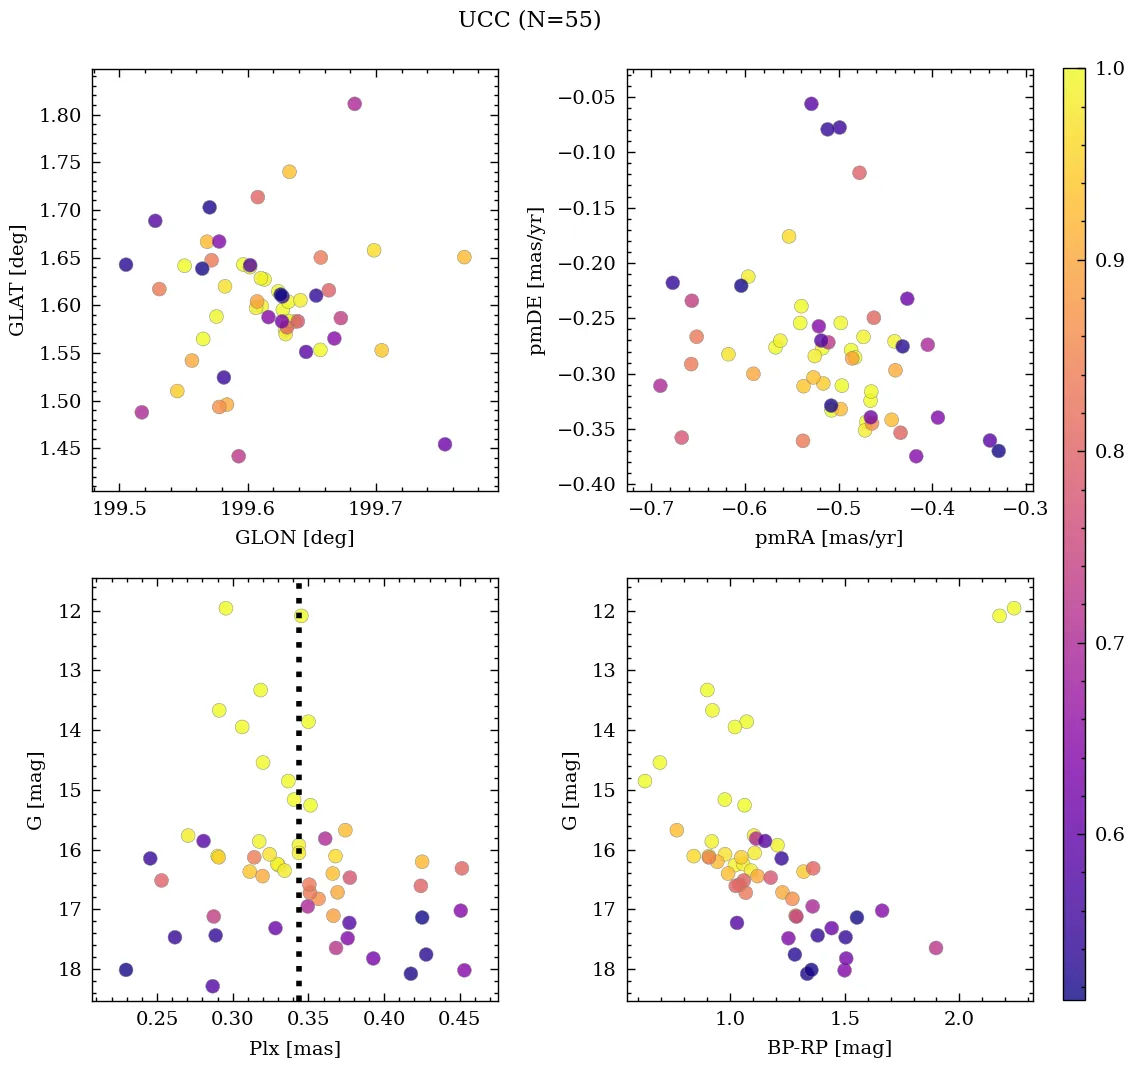 UCC (N=55)
1.80
1.75
1.70
1.65
1.60
1.55
1.50
1.45
GLAT [deg]
199.5 199.6 199.7
GLON [deg]
−0.05
−0.10
−0.15
−0.20
−0.25
−0.30
−0.35
−0.40
pmDE [mas/yr]
−0.7 −0.6 −0.5 −0.4 −0.3
pmRA [mas/yr]
12
13
14
15
16
17
18
G [mag]
0.25 0.30 0.35 0.40 0.45
Plx [mas]
12
13
14
15
16
17
18
G [mag]
1.0 1.5 2.0
BP-RP [mag]
1.0
0.9
0.8
0.7
0.6